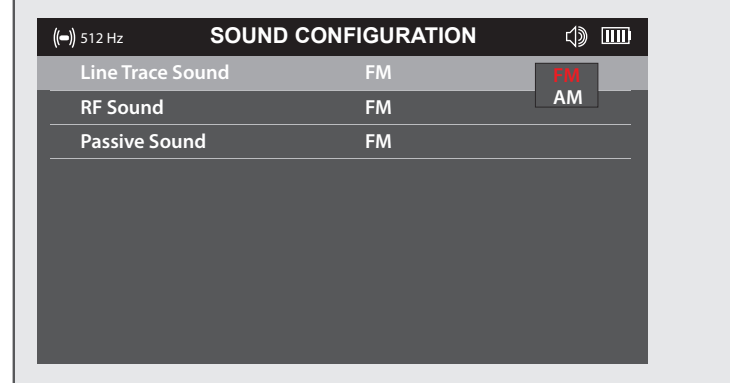 512 Hz SOUND CONFIGURATION
Line Trace Sound FM FM
AM
RF Sound FM
Passive Sound FM